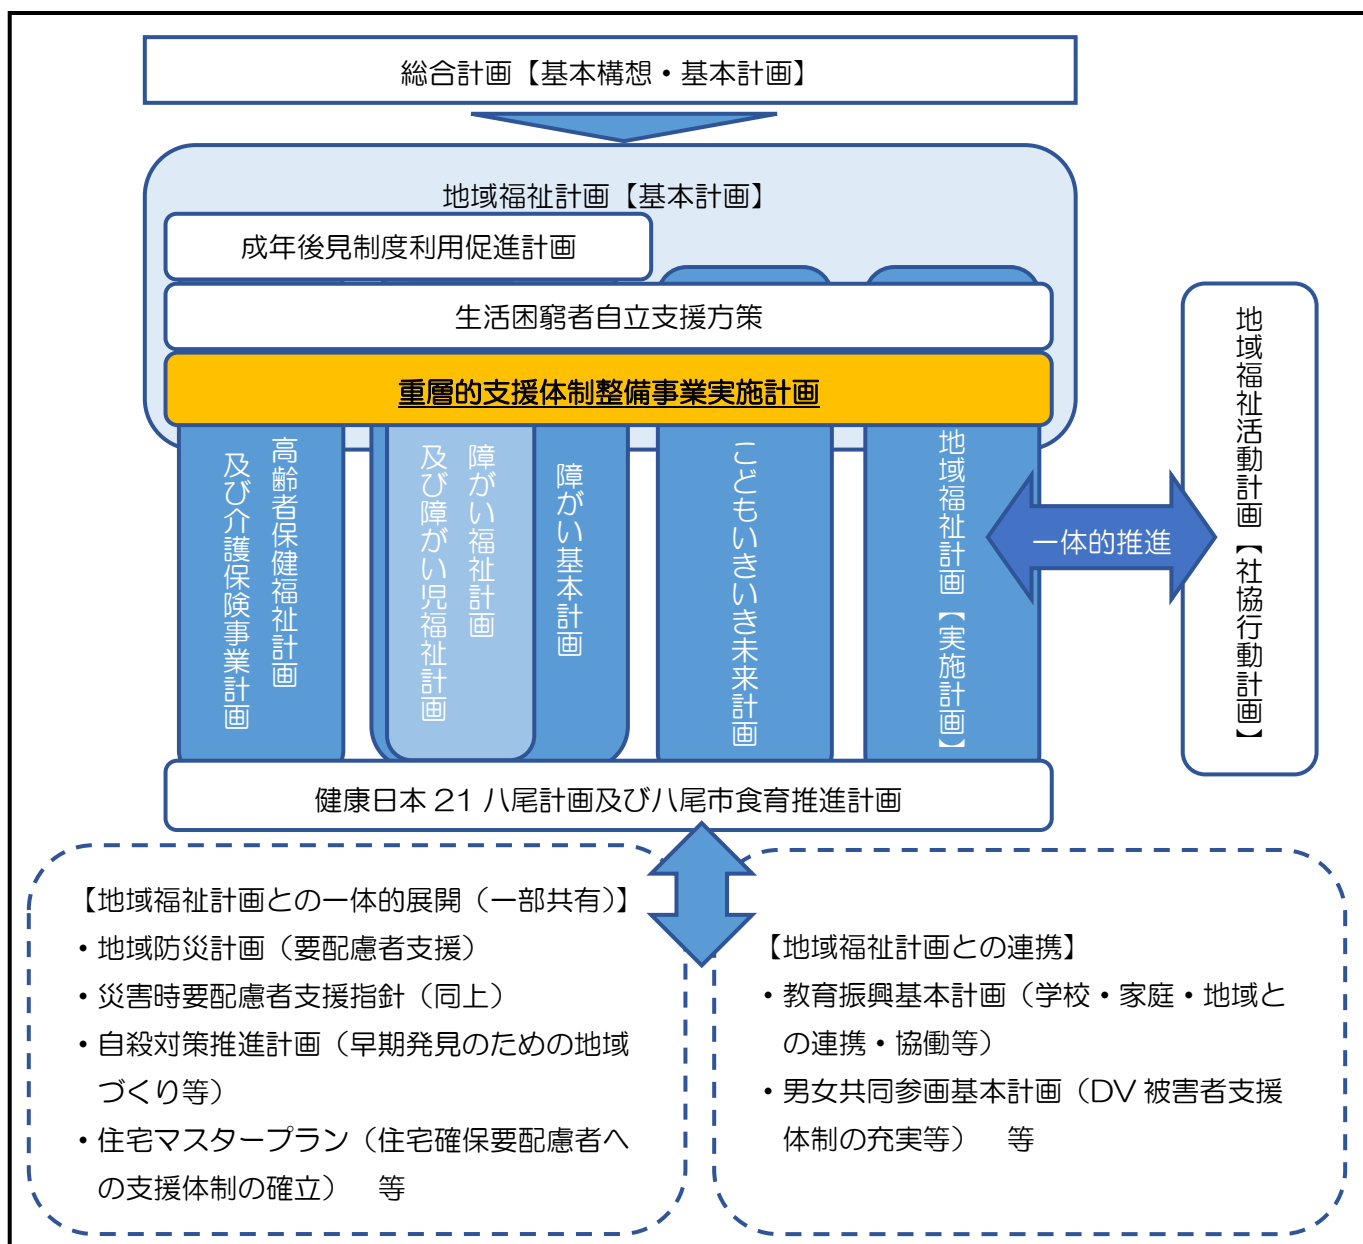 総合計画【基本構想・基本計画】
地域福祉計画【基本計画】
成年後見制度利用促進計画
生活困窮者自立支援方策
重層的支援体制整備事業実施計画
高齢者保健福祉計画
及び介護保険事業計画
障がい福祉計画
及び障がい児福祉計画
障がい基本計画
こどもいきいき未来計画
地域福祉計画【実施計画】
一体的推進
地域福祉活動計画【社協行動計画】
健康日本21八尾計画及び八尾市食育推進計画
【地域福祉計画との一体的展開（一部共有）】
・地域防災計画（要配慮者支援）
・災害時要配慮者支援指針（同上）
・自殺対策推進計画（早期発見のための地域
づくり等）
・住宅マスタープラン（住宅確保要配慮者へ
の支援体制の確立）　等
【地域福祉計画との連携】
・教育振興基本計画（学校・家庭・地域と
の連携・協働等）
・男女共同参画基本計画（DV被害者支援
体制の充実等）　等